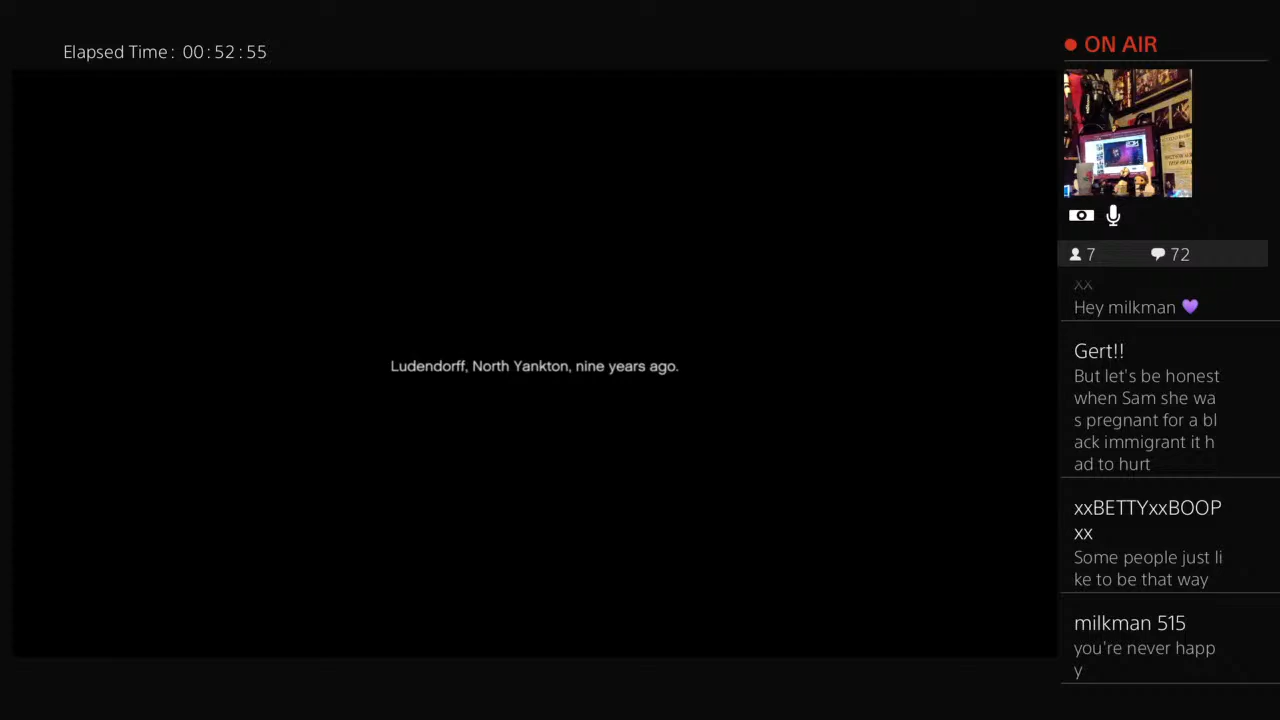 Elapsed Time: 00:52:55
ON AIR
7 72
xx
Hey milkman 💜
Ludendorff, North Yankton, nine years ago.
Gert!!
But let's be honest
when Sam she wa
s pregnant for a bl
ack immigrant it h
ad to hurt
xxBETTYxxBOOP
xx
Some people just li
ke to be that way
milkman 515
you're never happ
y